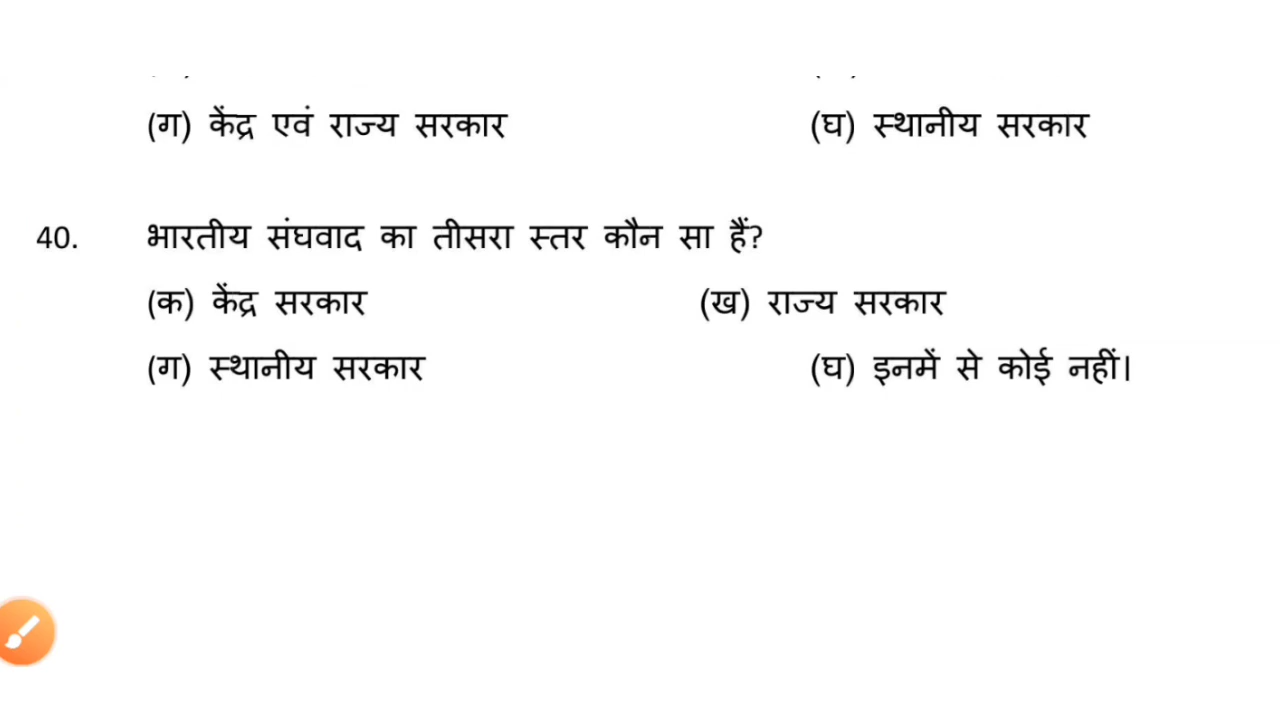 (ग) केंद्र एवं राज्य सरकार (घ) स्थानीय सरकार
40. भारतीय संघवाद का तीसरा स्तर कौन सा हैं?
(क) केंद्र सरकार (ख) राज्य सरकार
(ग) स्थानीय सरकार (घ) इनमें से कोई नहीं।